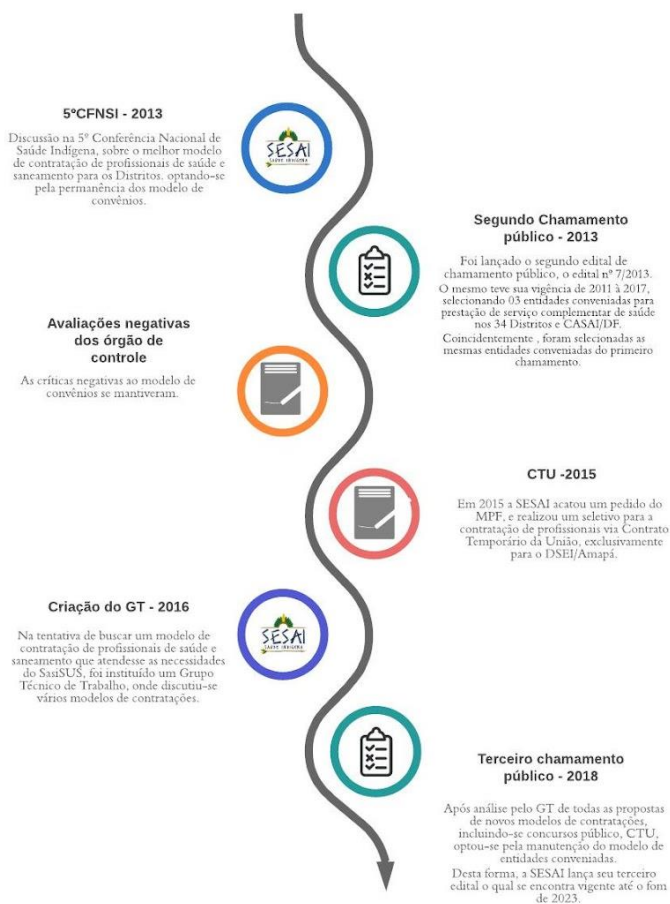 5ºCFNSI - 2013
Discussão na 5º Conferência Nacional de
Saúde Indígena, sobre o melhor modelo
de contratação de profissionais de saúde e
saneamento para os Distritos. optando-se
pela permanência dos modelo de
convênios.
SESAI
SAÚDE INDÍGENA
Segundo Chamamento
público - 2013
Foi lançado o segundo edital de
chamamento público, o edital nº 7/2013.
O mesmo teve sua vigência de 2011 à 2017,
selecionando 03 entidades conveniadas para
prestação de serviço complementar de saúde
nos 34 Distritos e CASAI/DF.
Coincidentemente , foram selecionadas as
mesmas entidades conveniadas do primeiro
chamamento.
Avaliações negativas
dos órgão de
controle
As críticas negativas ao modelo de
convênios se mantiveram.
CTU -2015
Em 2015 a SESAI acatou um pedido do
MPF, e realizou um seletivo para a
contratação de profissionais via Contrato
Temporário da União, exclusivamente
para o DSEI/Amapá.
Criação do GT - 2016
Na tentativa de buscar um modelo de
contratação de profissionais de saúde e
saneamento que atendesse as necessidades
do SasiSUS, foi instituído um Grupo
Técnico de Trabalho, onde discutiu-se
vários modelos de contratações.
SESAI
SAÚDE INDÍGENA
Terceiro chamamento
público - 2018
Após análise pelo GT de todas as propostas
de novos modelos de contratações,
incluindo-se concursos público, CTU,
optou-se pela manutenção do modelo de
entidades conveniadas.
Desta forma, a SESAI lança seu terceiro
edital o qual se encontra vigente até o fom
de 2023.